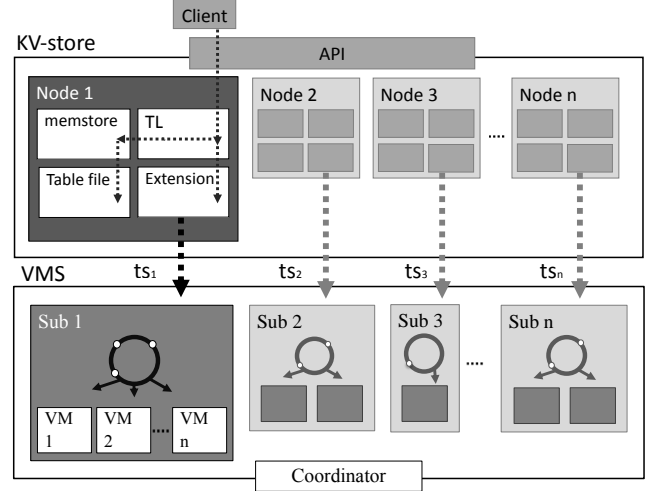 Client
KV-store
API
Node 1
Node 2
Node 3
Node n
memstore
TL
....
Table file
Extension
VMS
ts1
ts2
ts3
tsn
Sub 1
Sub 2
Sub 3
Sub n
....
VM
1
VM
2
....
VM
n
Coordinator